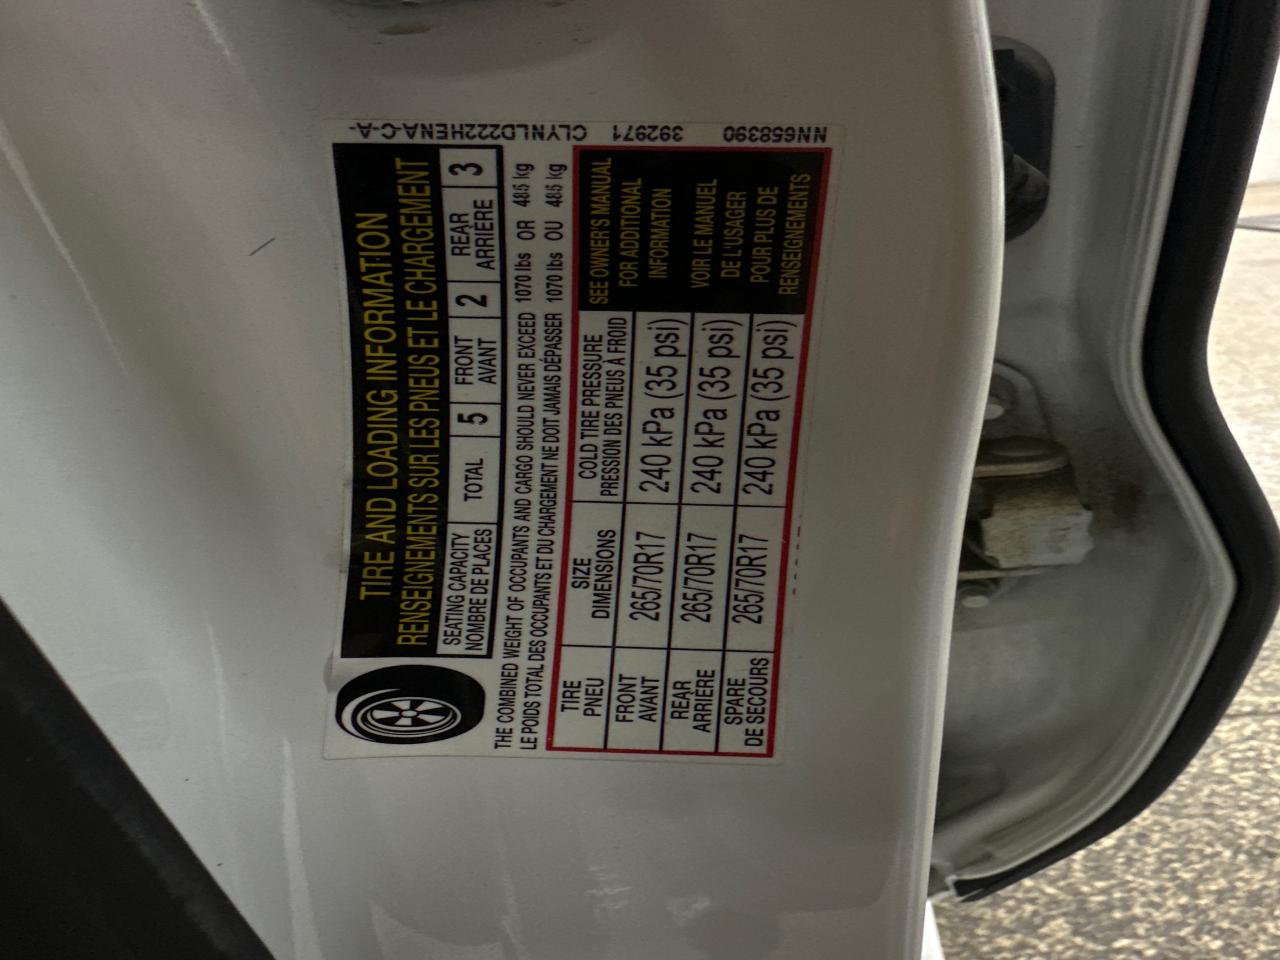 TIRE AND LOADING INFORMATION
RENSEIGNEMENTS SUR LES PNEUS ET LE CHARGEMENT
SEATING CAPACITY
NOMBRE DE PLACES
TOTAL 5
FRONT
AVANT
2
REAR
ARRIÈRE
3
THE COMBINED WEIGHT OF OCCUPANTS AND CARGO SHOULD NEVER EXCEED 1070 lbs OR 485 kg
LE POIDS TOTAL DES OCCUPANTS ET DU CHARGEMENT NE DOIT JAMAIS DÉPASSER 1070 lbs OU 485 kg
TIRE
PNEU
SIZE
DIMENSIONS
COLD TIRE PRESSURE
PRESSION DES PNEUS À FROID
FRONT
AVANT
265/70R17 240 kPa (35 psi)
REAR
ARRIÈRE
265/70R17 240 kPa (35 psi)
SPARE
DE SECOURS
265/70R17 240 kPa (35 psi)
SEE OWNER'S MANUAL
FOR ADDITIONAL
INFORMATION
VOIR LE MANUEL
DE L'USAGER
POUR PLUS DE
RENSEIGNEMENTS
NN658390 392971 CLYNLD2222HENA-C-A-